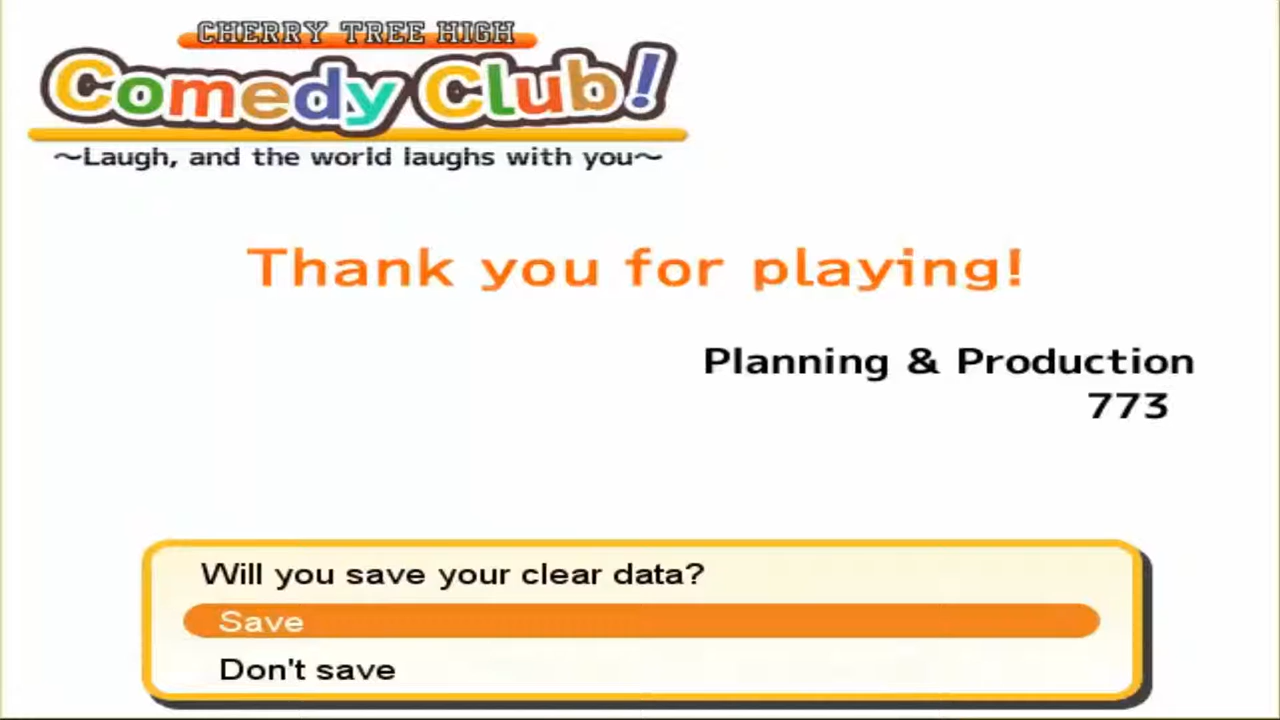 CHERRY TREE HIGH
Comedy Club!
～Laugh, and the world laughs with you～
Thank you for playing!
Planning & Production
773
Will you save your clear data?
Save
Don't save